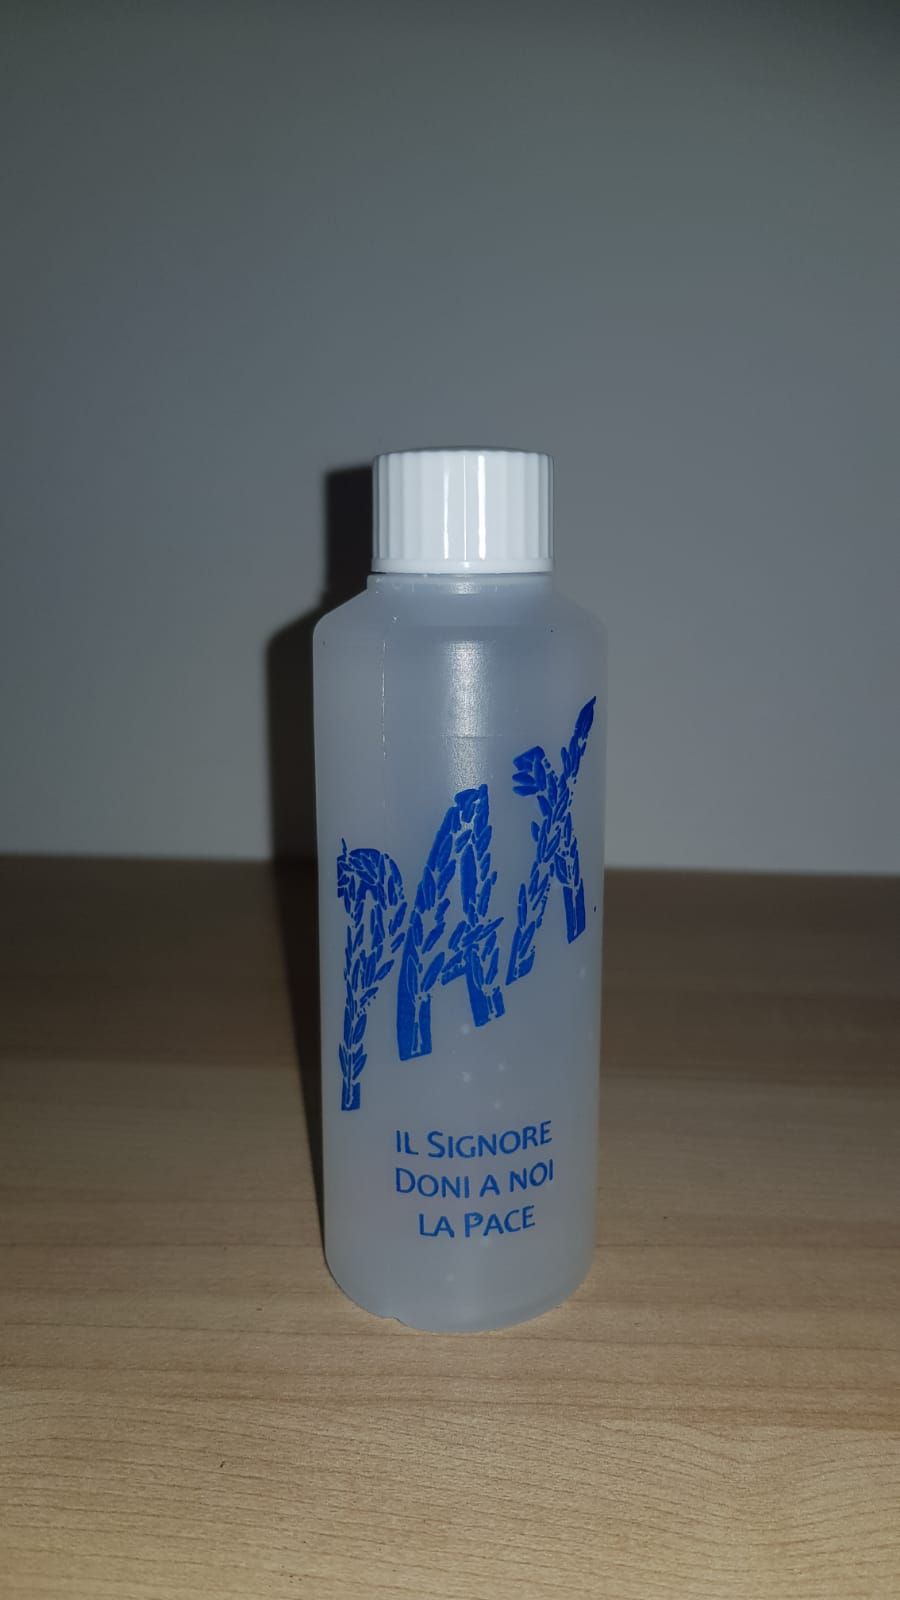 PAX
IL SIGNORE
DONI A NOI
LA PACE